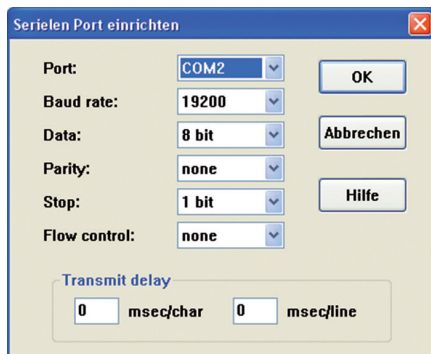 Serielen Port einrichten
Port: COM2 OK
Baud rate: 19200
Data: 8 bit Abbrechen
Parity: none
Stop: 1 bit Hilfe
Flow control: none
Transmit delay
0 msec/char 0 msec/line